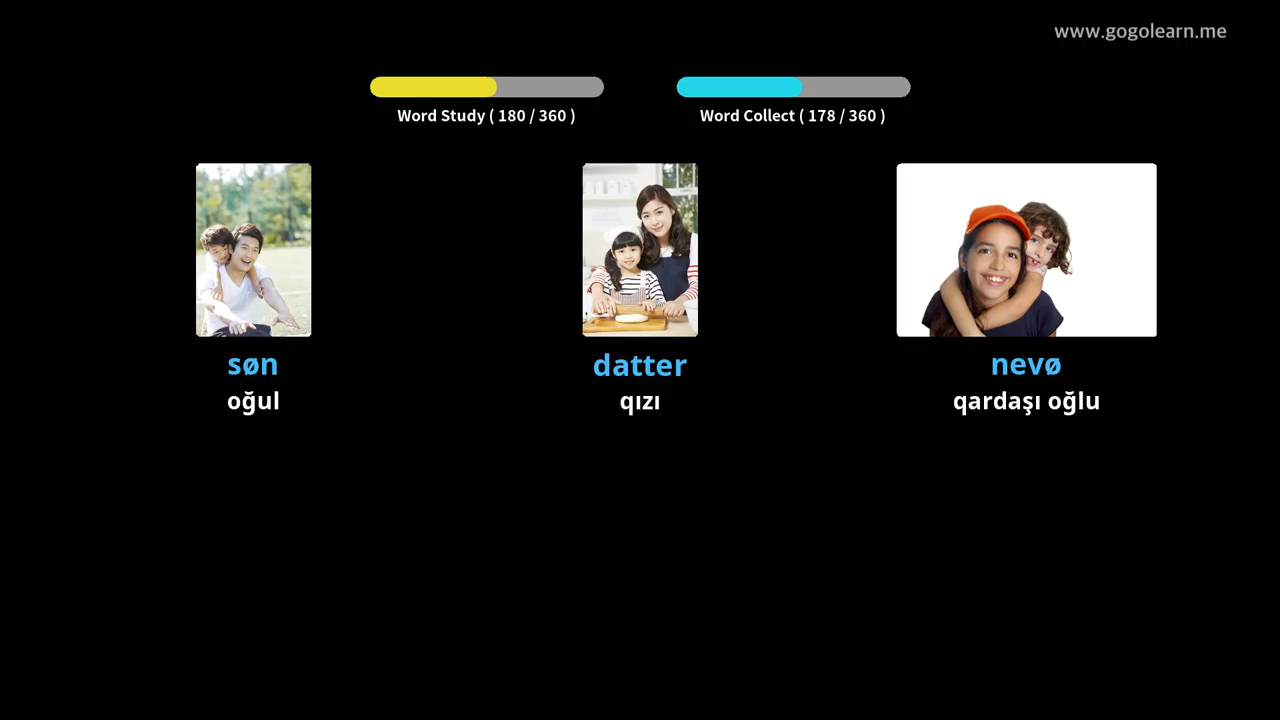 www.gogolearn.me
Word Study ( 180 / 360 )
Word Collect ( 178 / 360 )
søn
datter
nevø
oğul
qızı
qardaşı oğlu